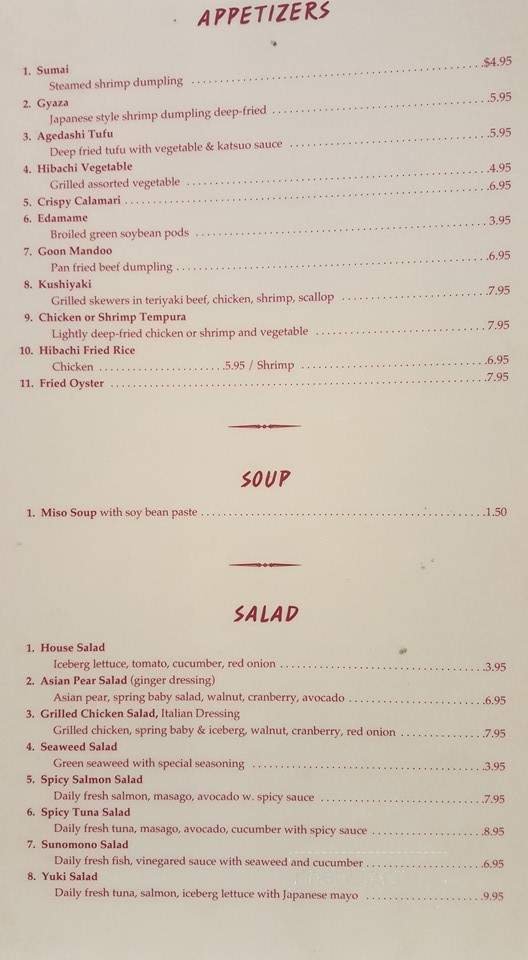 APPETIZERS
1. Sumai
Steamed shrimp dumpling ........ $4.95
2. Gyaza
Japanese style shrimp dumpling deep-fried ........ 5.95
3. Agedashi Tufu
Deep fried tufu with vegetable & katsuo sauce ........ 5.95
4. Hibachi Vegetable
Grilled assorted vegetable ........ 4.95
5. Crispy Calamari ........ 6.95
6. Edamame
Broiled green soybean pods ........ 3.95
7. Goon Mandoo
Pan fried beef dumpling ........ 6.95
8. Kushiyaki
Grilled skewers in teriyaki beef, chicken, shrimp, scallop ........ 7.95
9. Chicken or Shrimp Tempura
Lightly deep-fried chicken or shrimp and vegetable ........ 7.95
10. Hibachi Fried Rice
Chicken ........ 5.95 / Shrimp ........ 6.95
11. Fried Oyster ........ 7.95
SOUP
1. Miso Soup with soy bean paste ........ 1.50
SALAD
1. House Salad
Iceberg lettuce, tomato, cucumber, red onion ........ 3.95
2. Asian Pear Salad (ginger dressing)
Asian pear, spring baby salad, walnut, cranberry, avocado ........ 6.95
3. Grilled Chicken Salad, Italian Dressing
Grilled chicken, spring baby & iceberg, walnut, cranberry, red onion ........ 7.95
4. Seaweed Salad
Green seaweed with special seasoning ........ 3.95
5. Spicy Salmon Salad
Daily fresh salmon, masago, avocado w. spicy sauce ........ 7.95
6. Spicy Tuna Salad
Daily fresh tuna, masago, avocado, cucumber with spicy sauce ........ 8.95
7. Sunomono Salad
Daily fresh fish, vinegared sauce with seaweed and cucumber ........ 6.95
8. Yuki Salad
Daily fresh tuna, salmon, iceberg lettuce with Japanese mayo ........ 9.95